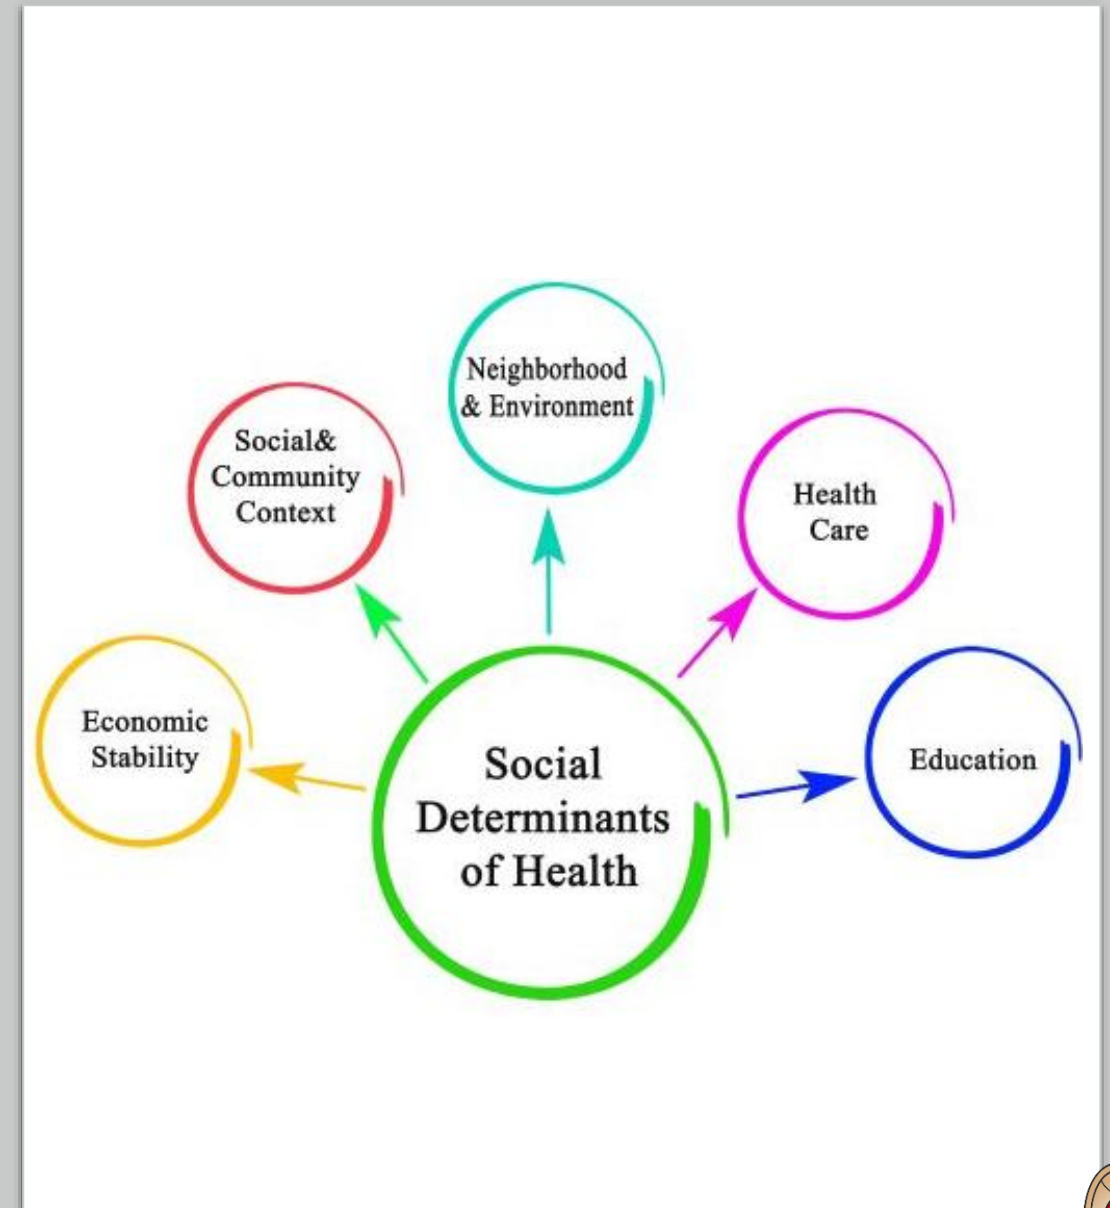 Neighborhood
& Environment
Social&
Community
Context
Health
Care
Economic
Stability
Education
Social
Determinants
of Health